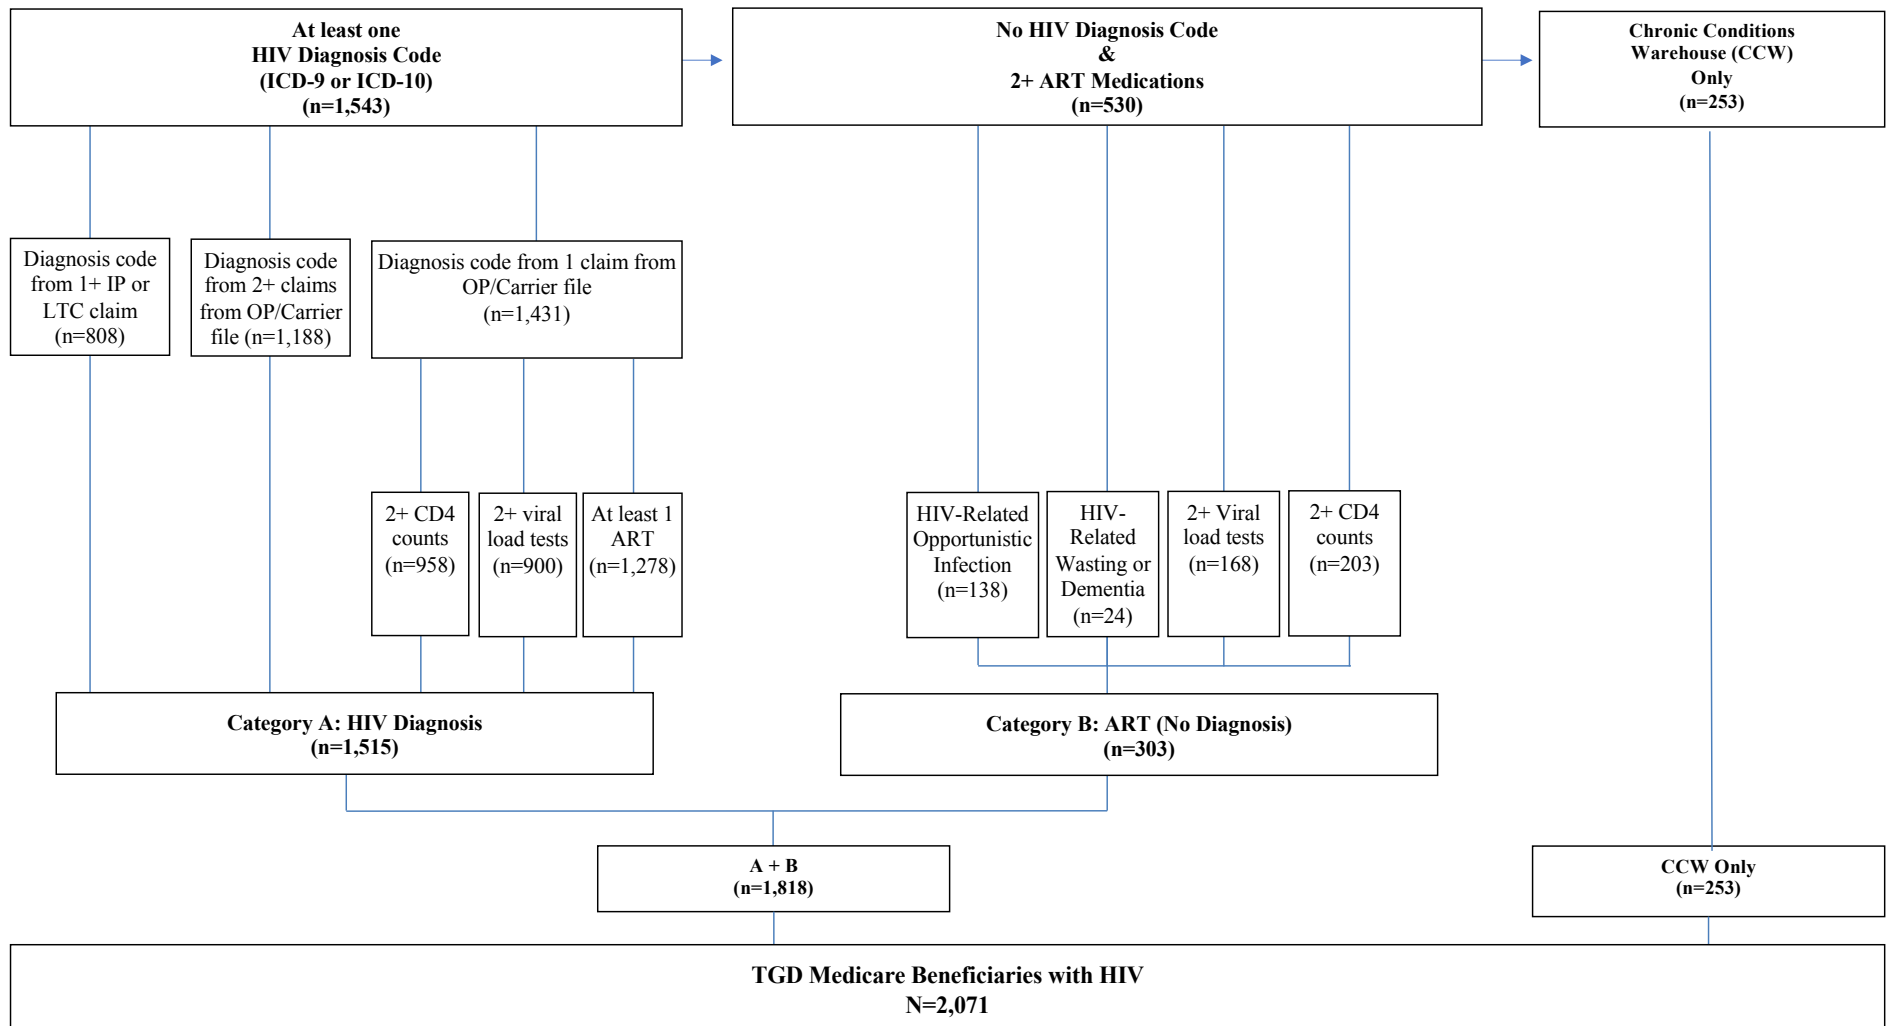 At least one
HIV Diagnosis Code
(ICD-9 or ICD-10)
(n=1,543)
No HIV Diagnosis Code
&
2+ ART Medications
(n=530)
Chronic Conditions
Warehouse (CCW)
Only
(n=253)
Diagnosis code
from 1+ IP or
LTC claim
(n=808)
Diagnosis code
from 2+ claims
from OP/Carrier
file (n=1,188)
Diagnosis code from 1 claim from
OP/Carrier file
(n=1,431)
2+ CD4
counts
(n=958)
2+ viral
load tests
(n=900)
At least 1
ART
(n=1,278)
HIV-Related
Opportunistic
Infection
(n=138)
HIV-
Related
Wasting or
Dementia
(n=24)
2+ Viral
load tests
(n=168)
2+ CD4
counts
(n=203)
Category A: HIV Diagnosis
(n=1,515)
Category B: ART (No Diagnosis)
(n=303)
A + B
(n=1,818)
CCW Only
(n=253)
TGD Medicare Beneficiaries with HIV
N=2,071